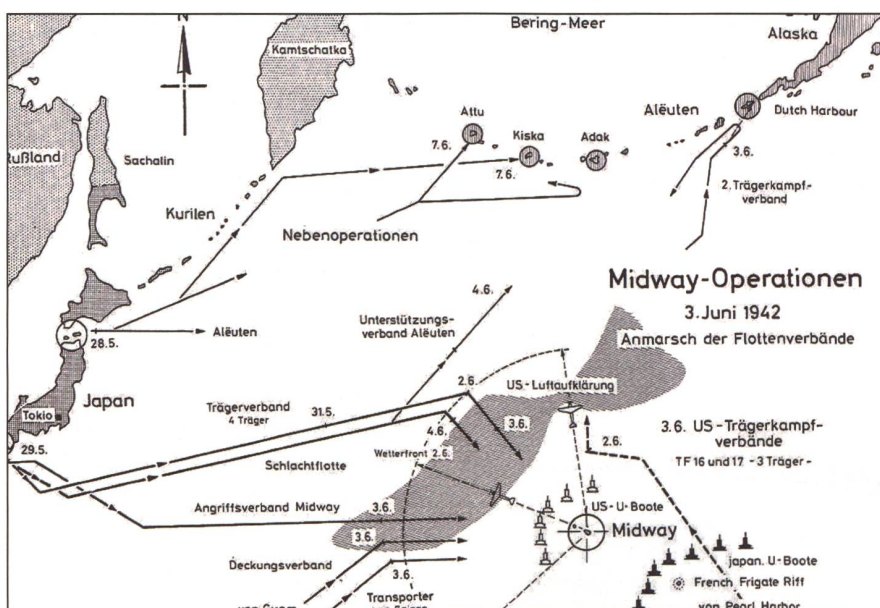 N
Bering-Meer
Alaska
Kamtschatka
Attu
Alëuten
Dutch Harbour
Kiska
Adak
7.6.
7.6.
3.6.
2. Trägerkampf-
verband
Rußland
Sachalin
Kurilen
Nebenoperationen
Midway-Operationen
3. Juni 1942
Anmarsch der Flottenverbände
4.6.
Unterstützungs-
verband Alëuten
Alëuten
28.5.
Japan
Tokio
29.5.
2.6.
US-Luftaufklärung
Trägerverband
4 Träger
31.5.
3.6.
4.6.
Schlachtflotte
Wetterfront 2.6.
3.6. US-Trägerkampf-
verbände
TF 16 und 17 - 3 Träger -
2.6.
Angriffsverband Midway
3.6.
US-U-Boote
Midway
3.6.
Deckungsverband
3.6.
japan. U-Boote
French Frigate Riff
Transporter
von Pearl Harbor